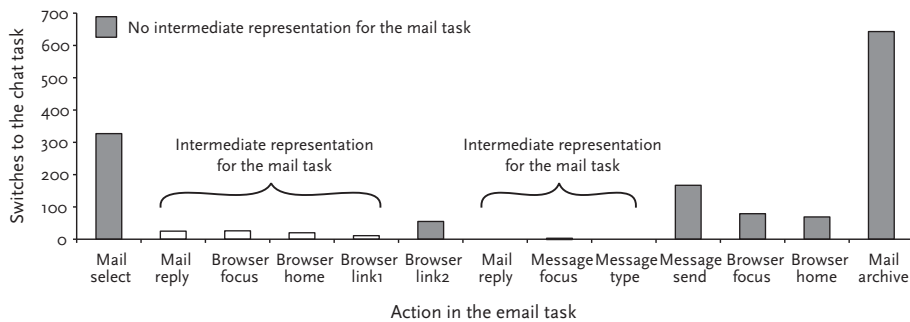 700
No intermediate representation for the mail task
600
500
400
300
200
100
0
Switches to the chat task
Intermediate representation
for the mail task
Intermediate representation
for the mail task
Mail
select
Mail
reply
Browser
focus
Browser
home
Browser
link1
Browser
link2
Mail
reply
Message
focus
Message
type
Message
send
Browser
focus
Browser
home
Mail
archive
Action in the email task